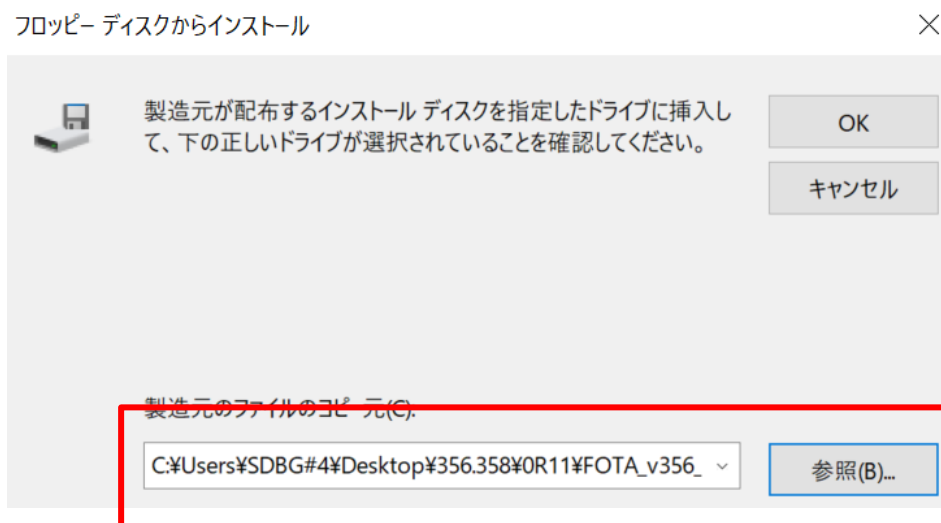 フロッピー ディスクからインストール
製造元が配布するインストール ディスクを指定したドライブに挿入し
て、下の正しいドライブが選択されていることを確認してください。
OK
キャンセル
製造元のファイルのコピー元(C):
C:¥Users¥SDBG#4¥Desktop¥356.358¥0R11¥FOTA_v356_
参照(B)...